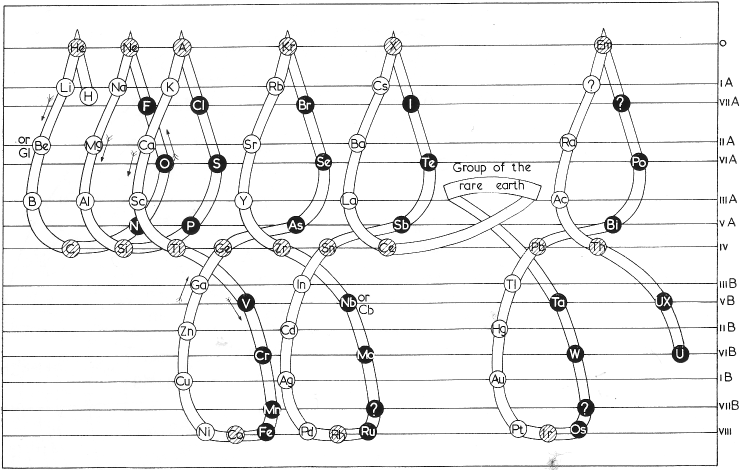 He Ne A Kr X Em O
Li H Na K Rb Cs ? I A
F Cl Br I ? VII A
or
Gl Be Mg Ca Sr Ba Ra II A
O S Se Te Po VI A
Group of the
rare earth
B Al Sc Y La Ac III A
N P As Sb Bi V A
C Si Ti Ge Zr Sn Ce Pb Th IV
Ga In Tl III B
V Nb or
Cb Ta UX V B
Zn Cd Hg II B
Cr Mo W U VI B
Cu Ag Au I B
Mn ? ? VII B
Ni Co Fe Pd Rh Ru Pt Ir Os VIII